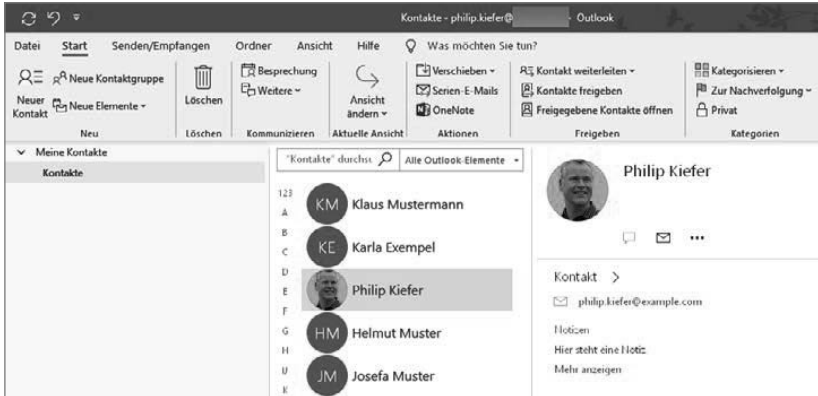 Kontakte - philip.kiefer@ - Outlook
Datei Start Senden/Empfangen Ordner Ansicht Hilfe Was möchten Sie tun?
Neuer Kontakt
Neue Kontaktgruppe
Neue Elemente
Neu
Löschen
Löschen
Besprechung
Weitere
Kommunizieren
Ansicht ändern
Aktuelle Ansicht
Verschieben
Serien-E-Mails
OneNote
Aktionen
Kontakt weiterleiten
Kontakte freigeben
Freigegebene Kontakte öffnen
Freigeben
Kategorisieren
Zur Nachverfolgung
Privat
Kategorien
Meine Kontakte
Kontakte
"Kontakte" durchsu
Alle Outlook-Elemente
123
A
B
C
D
E
F
G
H
IJ
K
KM Klaus Mustermann
KE Karla Exempel
Philip Kiefer
HM Helmut Muster
JM Josefa Muster
Philip Kiefer
Kontakt >
philip.kiefer@example.com
Notizen
Hier steht eine Notiz
Mehr anzeigen